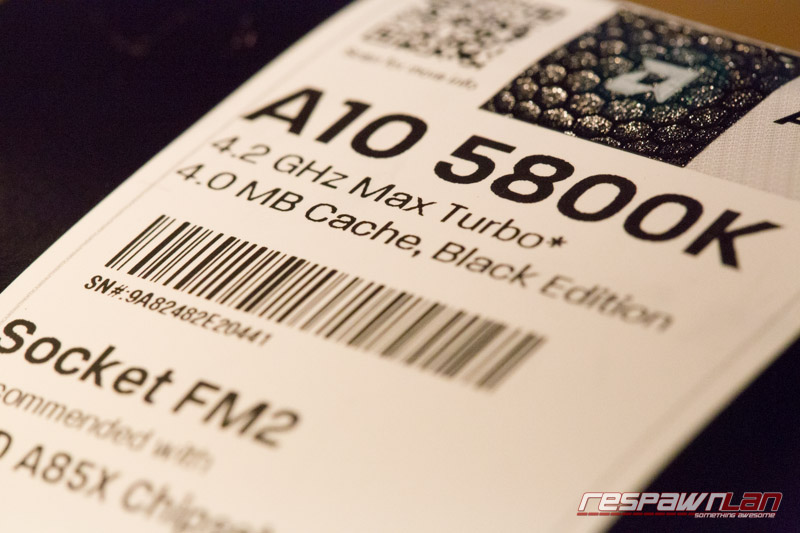 A10 5800K
4.2 GHz Max Turbo*
4.0 MB Cache, Black Edition
SN#:9A82482E20441
Socket FM2
commended with
A85X Chipset
RESPAWNLAN
SOMETHING AWESOME